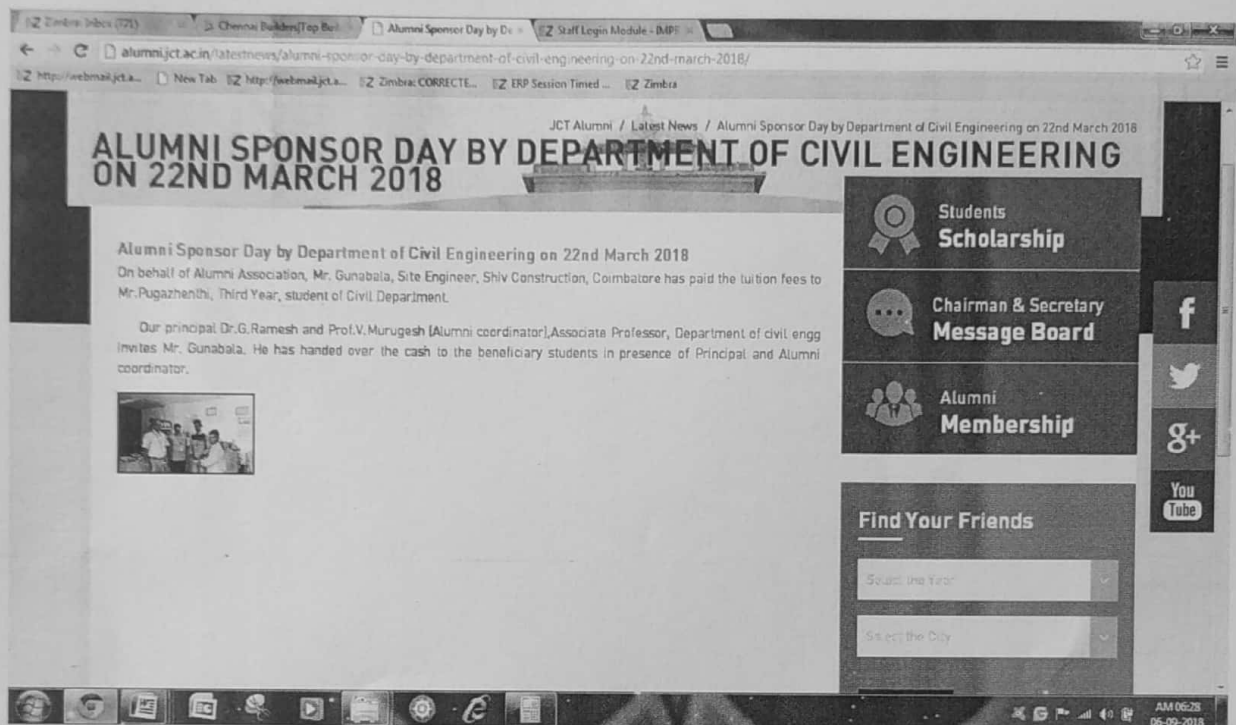 Zimbra: Inbox (771)
Chennai Builders|Top Buil
Alumni Sponsor Day by De
Staff Login Module - IMPR
alumni.jct.ac.in/latestnews/alumni-sponsor-day-by-department-of-civil-engineering-on-22nd-march-2018/
http://webmail.jct.a... New Tab http://webmail.jct.a... Zimbra: CORRECTE... ERP Session Timed ... Zimbra
JCT Alumni / Latest News / Alumni Sponsor Day by Department of Civil Engineering on 22nd March 2018
ALUMNI SPONSOR DAY BY DEPARTMENT OF CIVIL ENGINEERING
ON 22ND MARCH 2018
Alumni Sponsor Day by Department of Civil Engineering on 22nd March 2018
On behalf of Alumni Association, Mr. Gunabala, Site Engineer, Shiv Construction, Coimbatore has paid the tuition fees to
Mr.Pugazhenthi, Third Year, student of Civil Department.
Our principal Dr.G.Ramesh and Prof.V.Murugesh (Alumni coordinator),Associate Professor, Department of civil engg
invites Mr. Gunabala. He has handed over the cash to the beneficiary students in presence of Principal and Alumni
coordinator.
Students
Scholarship
Chairman & Secretary
Message Board
Alumni
Membership
f
g+
You
Tube
Find Your Friends
Select the Year
Select the City
AM 06:28
06-09-2018